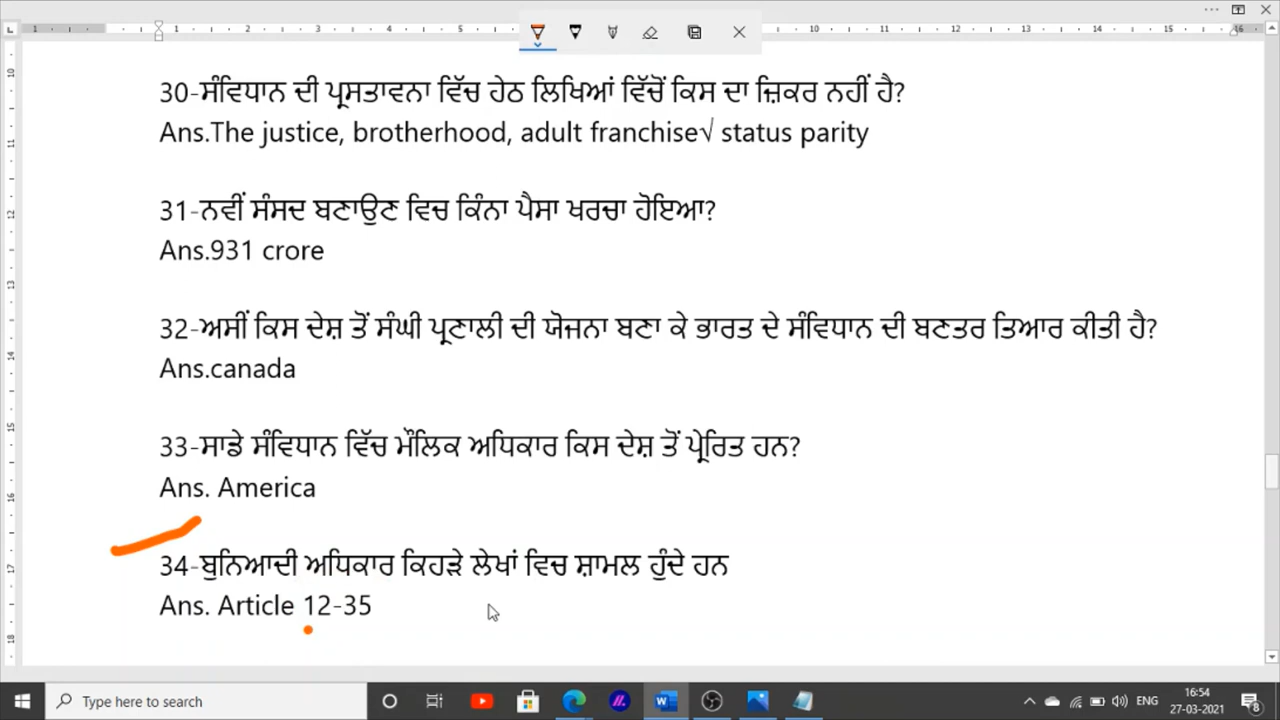 30-ਸੰਵਿਧਾਨ ਦੀ ਪ੍ਰਸਤਾਵਨਾ ਵਿੱਚ ਹੇਠ ਲਿਖਿਆਂ ਵਿੱਚੋਂ ਕਿਸ ਦਾ ਜ਼ਿਕਰ ਨਹੀਂ ਹੈ?
Ans.The justice, brotherhood, adult franchise√ status parity
31-ਨਵੀਂ ਸੰਸਦ ਬਣਾਉਣ ਵਿਚ ਕਿੰਨਾ ਪੈਸਾ ਖਰਚਾ ਹੋਇਆ?
Ans.931 crore
32-ਅਸੀਂ ਕਿਸ ਦੇਸ਼ ਤੋਂ ਸੰਘੀ ਪ੍ਰਣਾਲੀ ਦੀ ਯੋਜਨਾ ਬਣਾ ਕੇ ਭਾਰਤ ਦੇ ਸੰਵਿਧਾਨ ਦੀ ਬਣਤਰ ਤਿਆਰ ਕੀਤੀ ਹੈ?
Ans.canada
33-ਸਾਡੇ ਸੰਵਿਧਾਨ ਵਿੱਚ ਮੌਲਿਕ ਅਧਿਕਾਰ ਕਿਸ ਦੇਸ਼ ਤੋਂ ਪ੍ਰੇਰਿਤ ਹਨ?
Ans. America
34-ਬੁਨਿਆਦੀ ਅਧਿਕਾਰ ਕਿਹੜੇ ਲੇਖਾਂ ਵਿਚ ਸ਼ਾਮਲ ਹੁੰਦੇ ਹਨ
Ans. Article 12-35
Type here to search
ENG
16:54
27-03-2021
8